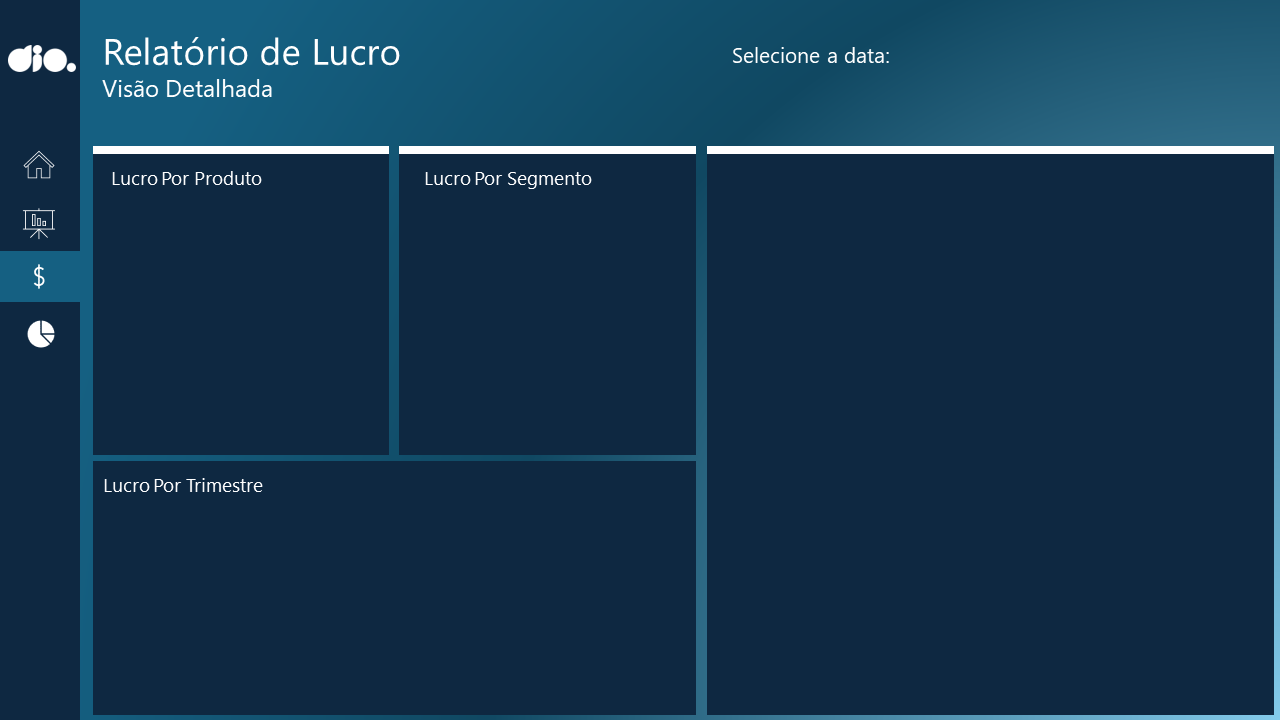 dio.
Relatório de Lucro
Visão Detalhada
Selecione a data:
$
Lucro Por Produto
Lucro Por Segmento
Lucro Por Trimestre